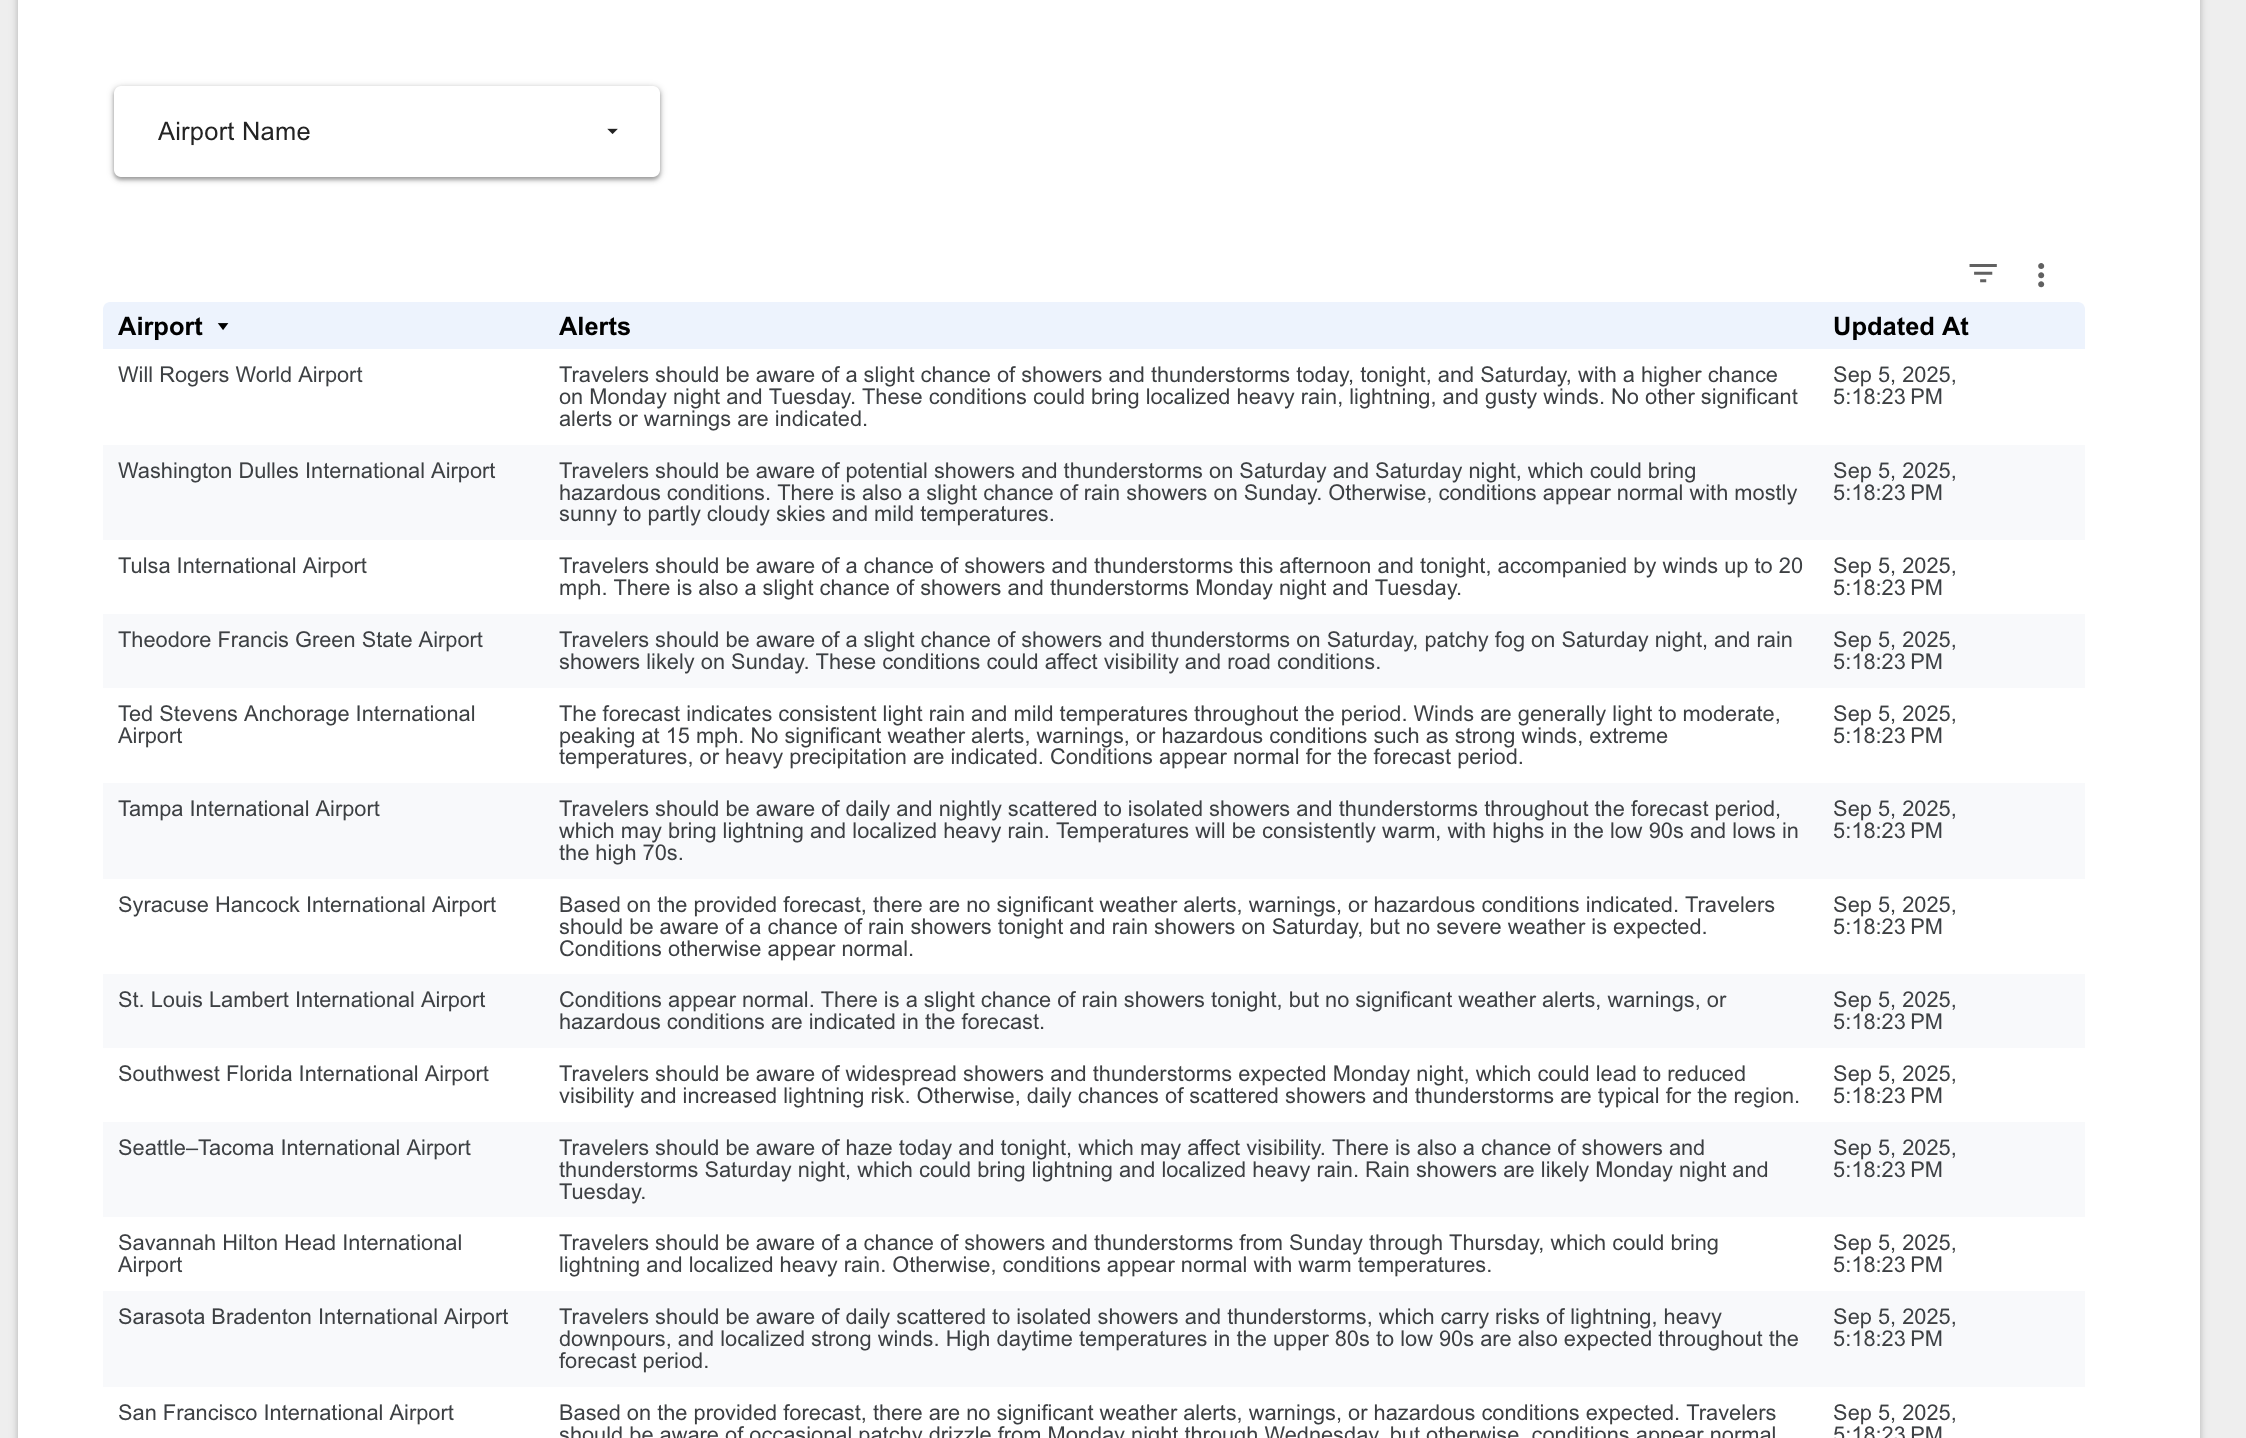 Airport Name
Airport
Alerts
Updated At
Will Rogers World Airport
Travelers should be aware of a slight chance of showers and thunderstorms today, tonight, and Saturday, with a higher chance
on Monday night and Tuesday. These conditions could bring localized heavy rain, lightning, and gusty winds. No other significant
alerts or warnings are indicated.
Sep 5, 2025,
5:18:23 PM
Washington Dulles International Airport
Travelers should be aware of potential showers and thunderstorms on Saturday and Saturday night, which could bring
hazardous conditions. There is also a slight chance of rain showers on Sunday. Otherwise, conditions appear normal with mostly
sunny to partly cloudy skies and mild temperatures.
Sep 5, 2025,
5:18:23 PM
Tulsa International Airport
Travelers should be aware of a chance of showers and thunderstorms this afternoon and tonight, accompanied by winds up to 20
mph. There is also a slight chance of showers and thunderstorms Monday night and Tuesday.
Sep 5, 2025,
5:18:23 PM
Theodore Francis Green State Airport
Travelers should be aware of a slight chance of showers and thunderstorms on Saturday, patchy fog on Saturday night, and rain
showers likely on Sunday. These conditions could affect visibility and road conditions.
Sep 5, 2025,
5:18:23 PM
Ted Stevens Anchorage International
Airport
The forecast indicates consistent light rain and mild temperatures throughout the period. Winds are generally light to moderate,
peaking at 15 mph. No significant weather alerts, warnings, or hazardous conditions such as strong winds, extreme
temperatures, or heavy precipitation are indicated. Conditions appear normal for the forecast period.
Sep 5, 2025,
5:18:23 PM
Tampa International Airport
Travelers should be aware of daily and nightly scattered to isolated showers and thunderstorms throughout the forecast period,
which may bring lightning and localized heavy rain. Temperatures will be consistently warm, with highs in the low 90s and lows in
the high 70s.
Sep 5, 2025,
5:18:23 PM
Syracuse Hancock International Airport
Based on the provided forecast, there are no significant weather alerts, warnings, or hazardous conditions indicated. Travelers
should be aware of a chance of rain showers tonight and rain showers on Saturday, but no severe weather is expected.
Conditions otherwise appear normal.
Sep 5, 2025,
5:18:23 PM
St. Louis Lambert International Airport
Conditions appear normal. There is a slight chance of rain showers tonight, but no significant weather alerts, warnings, or
hazardous conditions are indicated in the forecast.
Sep 5, 2025,
5:18:23 PM
Southwest Florida International Airport
Travelers should be aware of widespread showers and thunderstorms expected Monday night, which could lead to reduced
visibility and increased lightning risk. Otherwise, daily chances of scattered showers and thunderstorms are typical for the region.
Sep 5, 2025,
5:18:23 PM
Seattle–Tacoma International Airport
Travelers should be aware of haze today and tonight, which may affect visibility. There is also a chance of showers and
thunderstorms Saturday night, which could bring lightning and localized heavy rain. Rain showers are likely Monday night and
Tuesday.
Sep 5, 2025,
5:18:23 PM
Savannah Hilton Head International
Airport
Travelers should be aware of a chance of showers and thunderstorms from Sunday through Thursday, which could bring
lightning and localized heavy rain. Otherwise, conditions appear normal with warm temperatures.
Sep 5, 2025,
5:18:23 PM
Sarasota Bradenton International Airport
Travelers should be aware of daily scattered to isolated showers and thunderstorms, which carry risks of lightning, heavy
downpours, and localized strong winds. High daytime temperatures in the upper 80s to low 90s are also expected throughout the
forecast period.
Sep 5, 2025,
5:18:23 PM
San Francisco International Airport
Based on the provided forecast, there are no significant weather alerts, warnings, or hazardous conditions expected. Travelers
should be aware of occasional patchy drizzle from Monday night through Wednesday, but otherwise, conditions appear normal
Sep 5, 2025,
5:18:23 PM